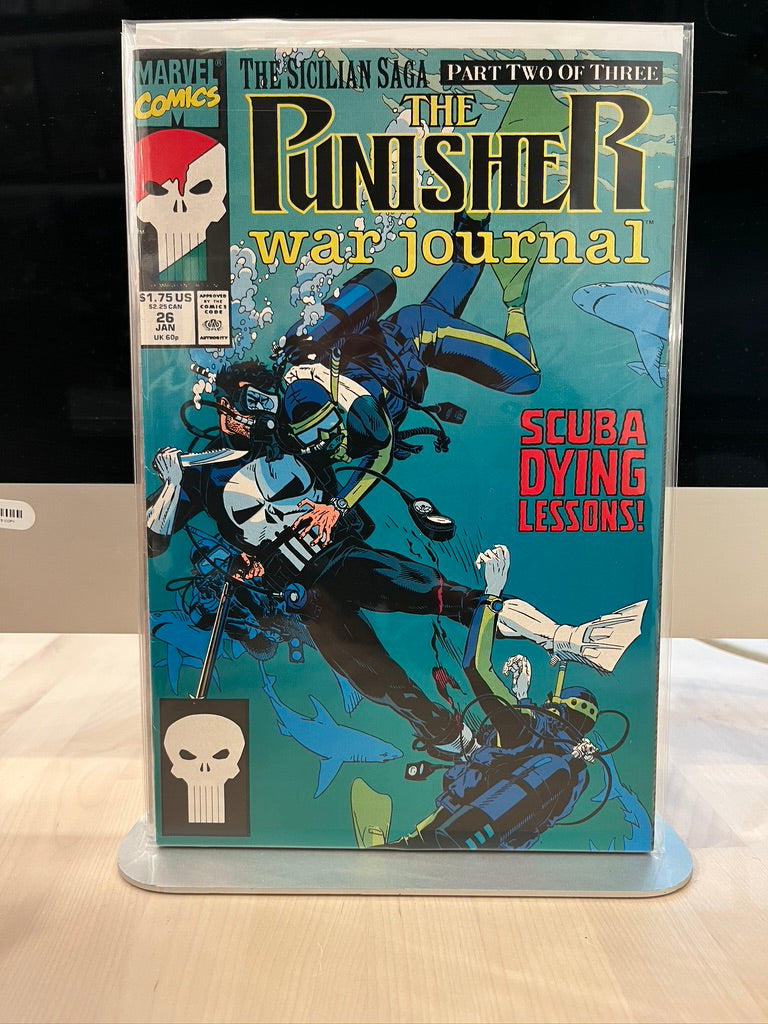 THE SICILIAN SAGA PART TWO OF THREE
MARVEL®
COMICS
M
THE
PUNISHER™
war journal
$1.75 US
$2.25 CAN
26
JAN
UK 60p
APPROVED
BY THE
COMICS
CODE
AUTHORITY
SCUBA
DYING
LESSONS!